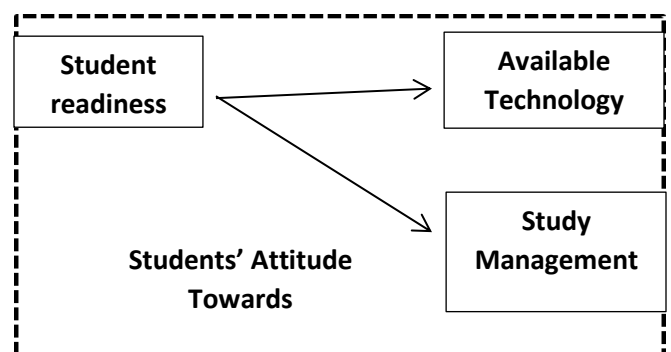 Student
readiness
Available
Technology
Study
Management
Students’ Attitude
Towards